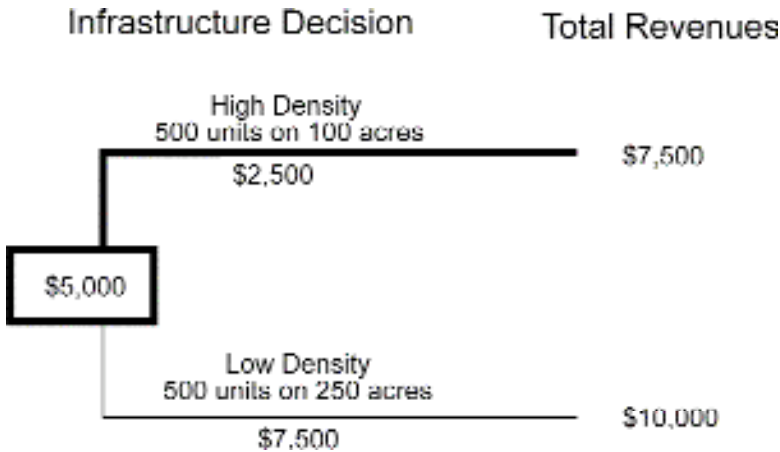 Infrastructure Decision
Total Revenues
High Density
500 units on 100 acres
$2,500
$7,500
$5,000
Low Density
500 units on 250 acres
$7,500
$10,000